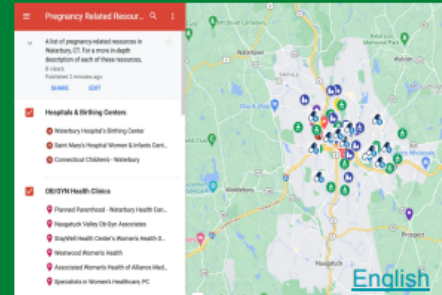 Pregnancy Related Resour...
A list of pregnancy-related resources in
Waterbury, CT. For a more in-depth
description of each of these resources,
8 views
Published 2 minutes ago
SHARE EDIT
Hospitals & Birthing Centers
Waterbury Hospital's Birthing Center
Saint Mary's Hospital Women & Infants Cent...
Connecticut Children's - Waterbury
OB/GYN Health Clinics
Planned Parenthood - Waterbury Health Cen...
Naugatuck Valley Ob-Gyn Associates
StayWell Health Center's Women's Health S...
Westwood Women's Health
Associated Women's Health of Alliance Med...
Specialists in Women's Healthcare, PC
Watertown
Middlebury
Naugatuck
Prospect
English